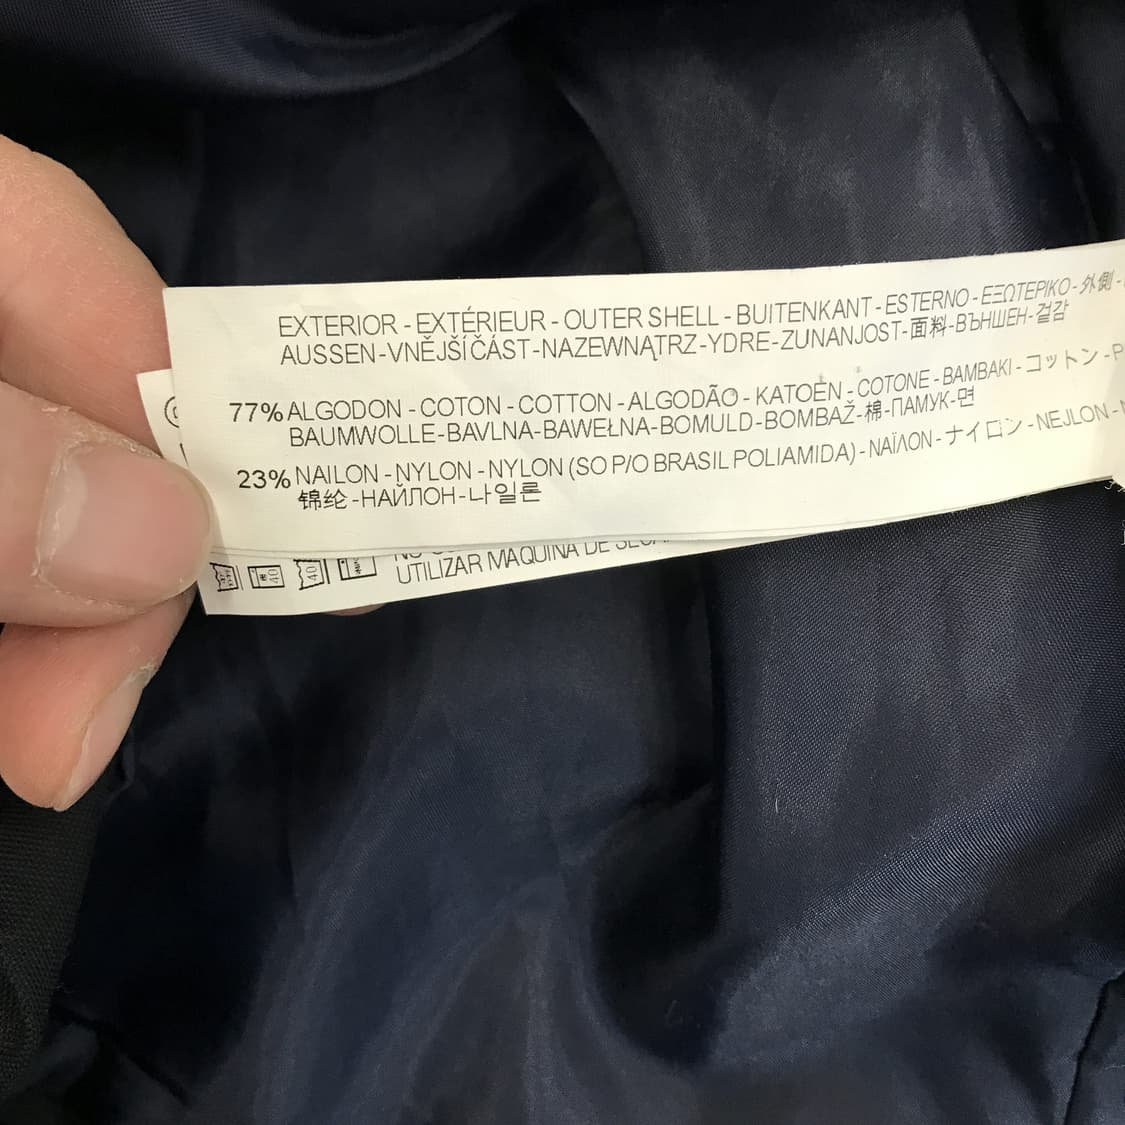 EXTERIOR - EXTÉRIEUR - OUTER SHELL - BUITENKANT - ESTERNO - ΕΞΩΤΕΡΙΚΟ - 外側 -
AUSSEN-VNĚJŠÍ ČÁST-NAZEWNĄTRZ-YDRE-ZUNANJOST-面料-ВЪНШЕН-겉감
77% ALGODON - COTON - COTTON - ALGODÃO - KATOEN - COTONE - BAMBAKI - コットン -
BAUMWOLLE-BAVLNA-BAWEŁNA-BOMULD-BOMBAŽ-棉-ПАМУК-면
23% NAILON - NYLON - NYLON (SO P/O BRASIL POLIAMIDA) - ΝΑΪΛΟΝ - ナイロン - NEJLON -
锦纶 -НАЙЛОН-나일론
40 40
UTILIZAR MAQUINA DE